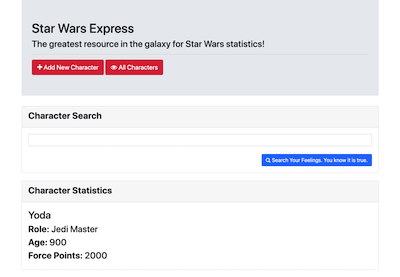 Star Wars Express
The greatest resource in the galaxy for Star Wars statistics!
Add New Character
All Characters
Character Search
Search Your Feelings. You know it is true.
Character Statistics
Yoda
Role: Jedi Master
Age: 900
Force Points: 2000